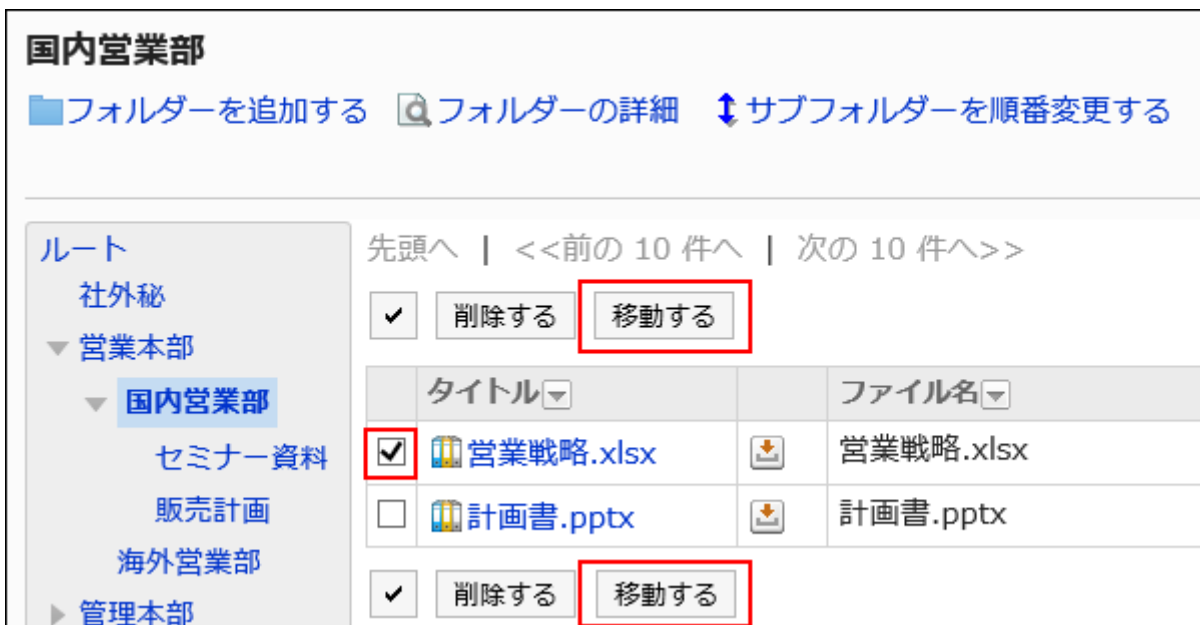 国内営業部
フォルダーを追加する フォルダーの詳細 サブフォルダーを順番変更する
ルート
社外秘
営業本部
国内営業部
セミナー資料
販売計画
海外営業部
管理本部
先頭へ | <<前の 10 件へ | 次の 10 件へ>>
削除する 移動する
タイトル ファイル名
営業戦略.xlsx 営業戦略.xlsx
計画書.pptx 計画書.pptx
削除する 移動する